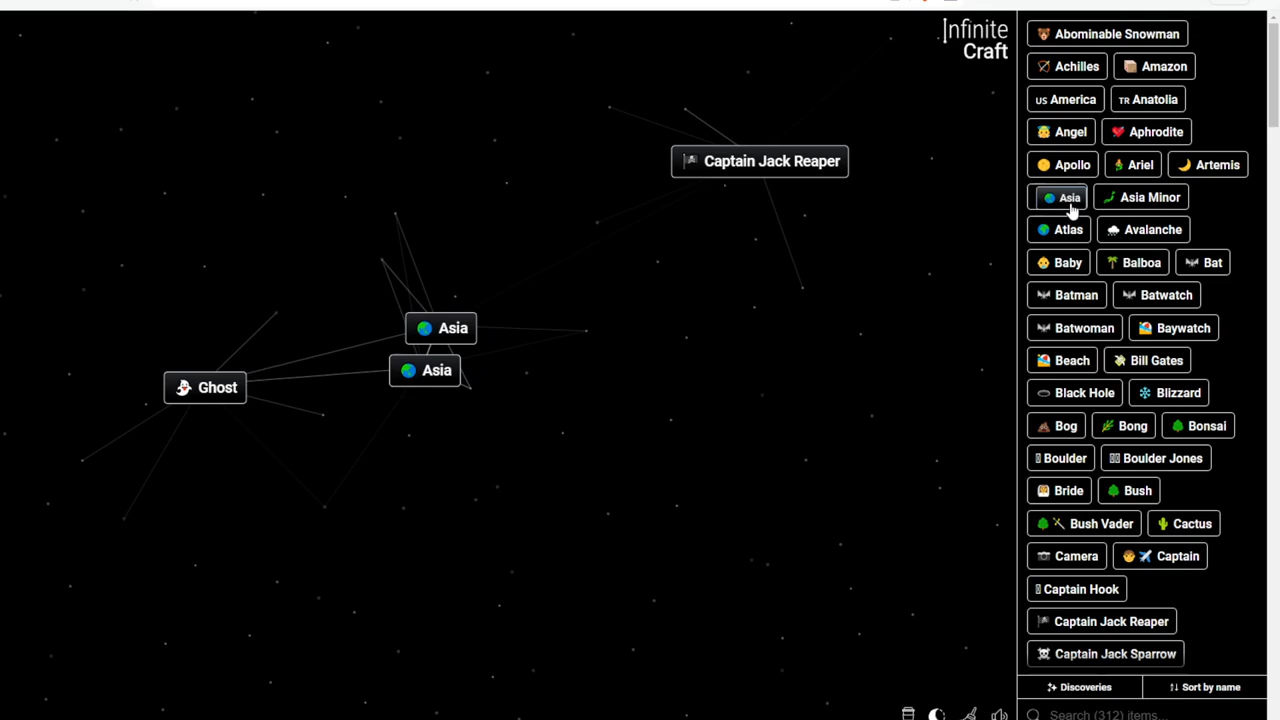 Infinite
Craft
Captain Jack Reaper
Asia
Asia
Ghost
Abominable Snowman
Achilles Amazon
US America TR Anatolia
Angel Aphrodite
Apollo Ariel Artemis
Asia Asia Minor
Atlas Avalanche
Baby Balboa Bat
Batman Batwatch
Batwoman Baywatch
Beach Bill Gates
Black Hole Blizzard
Bog Bong Bonsai
Boulder Boulder Jones
Bride Bush
Bush Vader Cactus
Camera Captain
Captain Hook
Captain Jack Reaper
Captain Jack Sparrow
Discoveries Sort by name
Search (312) items...